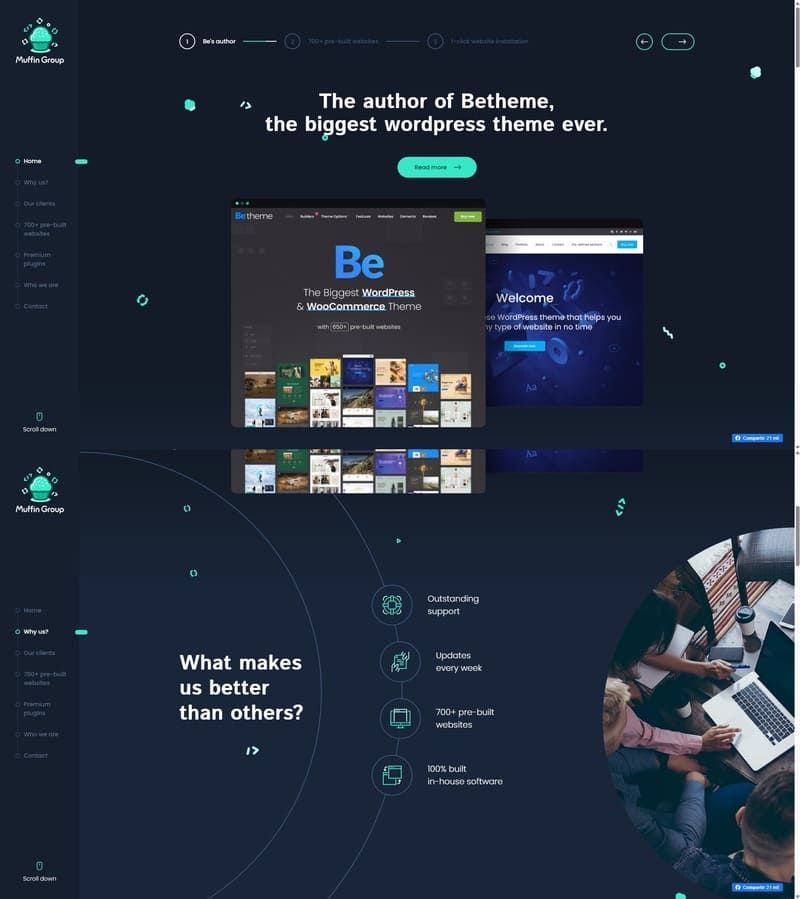 Muffin Group
1 Be's author 2 700+ pre-built websites 3 1-click website installation
The author of Betheme,
the biggest wordpress theme ever.
Read more
Home
Why us?
Our clients
700+ pre-built
websites
Premium
plugins
Who we are
Contact
Scroll down
Be theme
Builders Theme Options Features Websites Elements Reviews Buy now
Be
The Biggest WordPress
& WooCommerce Theme
with 650+ pre-built websites
Blog Portfolio About Contact
Welcome
se WordPress theme that helps you
y type of website in no time
Aa
Compartir 21 mil
Muffin Group
Home
Why us?
Our clients
700+ pre-built
websites
Premium
plugins
Who we are
Contact
Scroll down
What makes
us better
than others?
Outstanding
support
Updates
every week
700+ pre-built
websites
100% built
in-house software
Compartir 21 mil